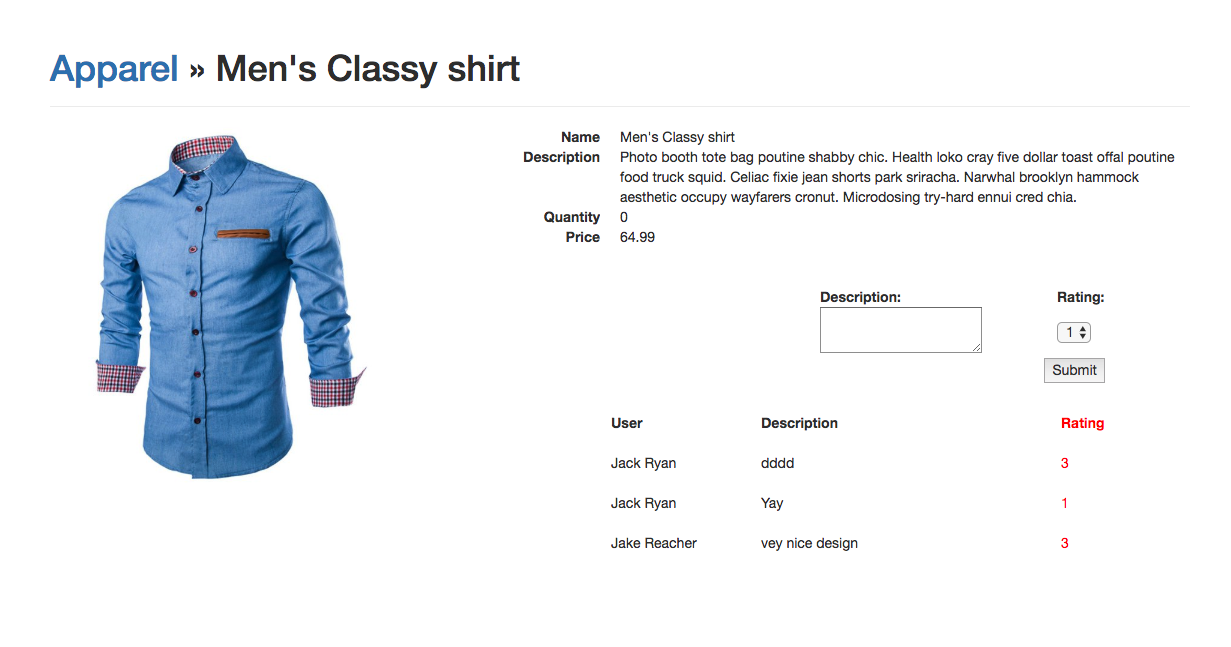 Apparel » Men's Classy shirt
Name Men's Classy shirt
Description Photo booth tote bag poutine shabby chic. Health loko cray five dollar toast offal poutine
food truck squid. Celiac fixie jean shorts park sriracha. Narwhal brooklyn hammock
aesthetic occupy wayfarers cronut. Microdosing try-hard ennui cred chia.
Quantity 0
Price 64.99
Description: Rating:
1
Submit
User Description Rating
Jack Ryan dddd 3
Jack Ryan Yay 1
Jake Reacher vey nice design 3